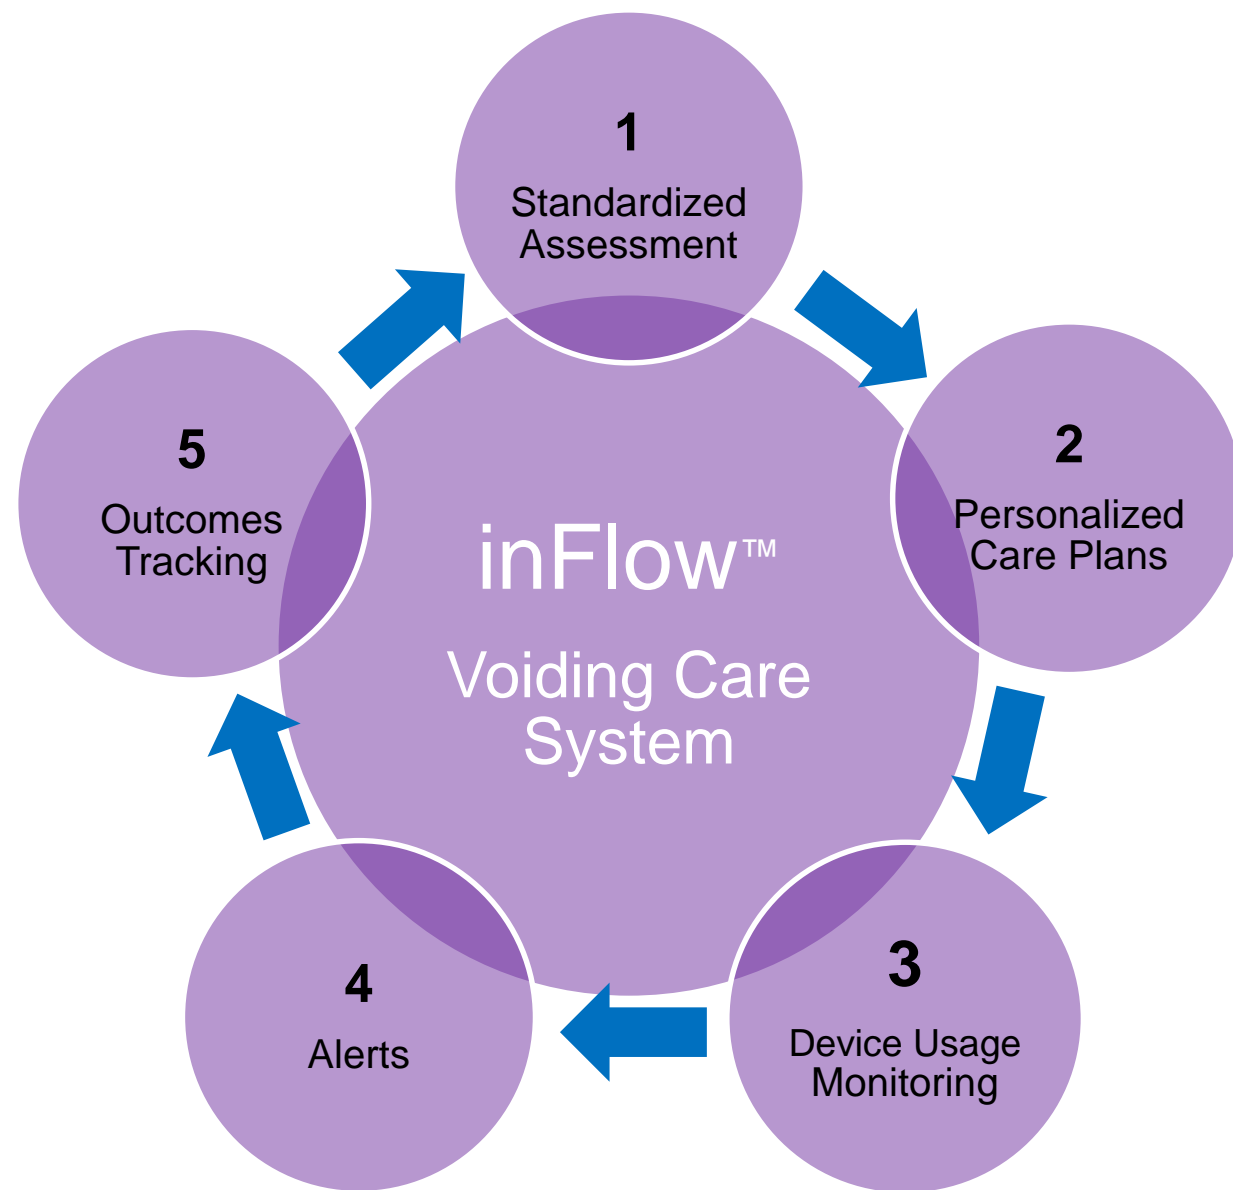 1
Standardized
Assessment
2
Personalized
Care Plans
3
Device Usage
Monitoring
4
Alerts
5
Outcomes
Tracking
inFlow™
Voiding Care
System